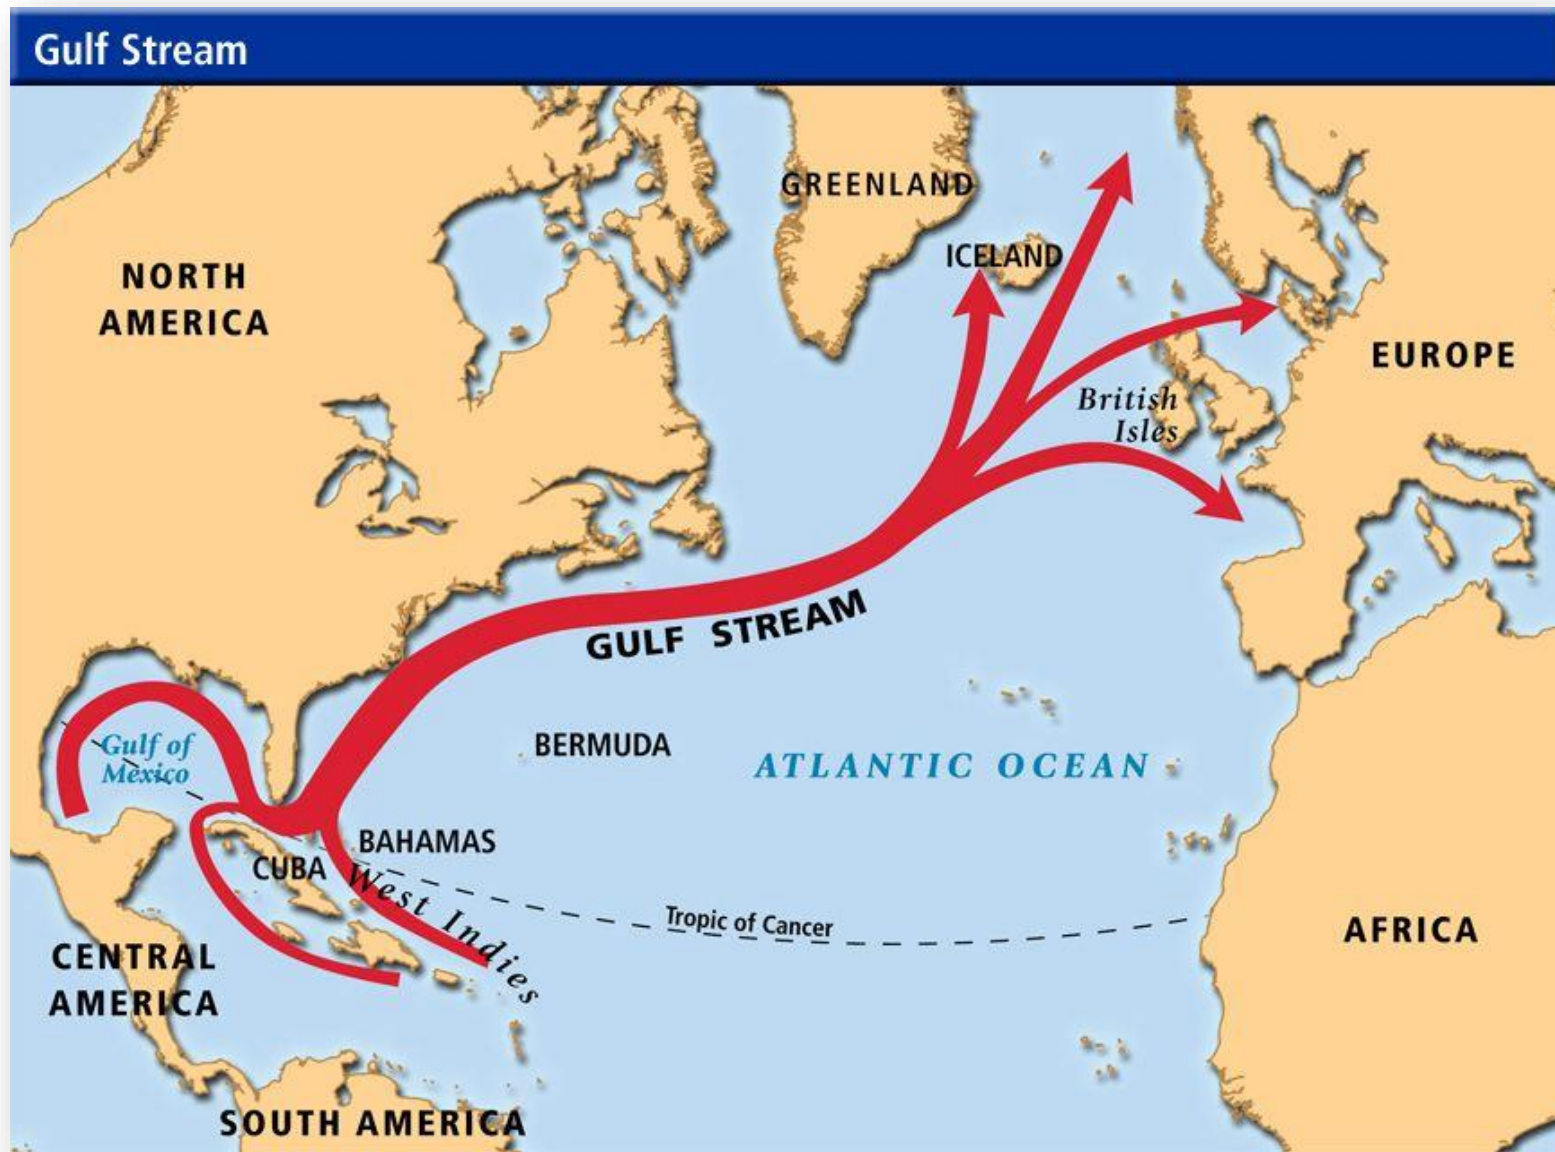 Gulf Stream
GREENLAND
ICELAND
NORTH
AMERICA
EUROPE
British
Isles
GULF STREAM
Gulf of
Mexico
BERMUDA
ATLANTIC OCEAN
BAHAMAS
CUBA
West Indies
Tropic of Cancer
AFRICA
CENTRAL
AMERICA
SOUTH AMERICA